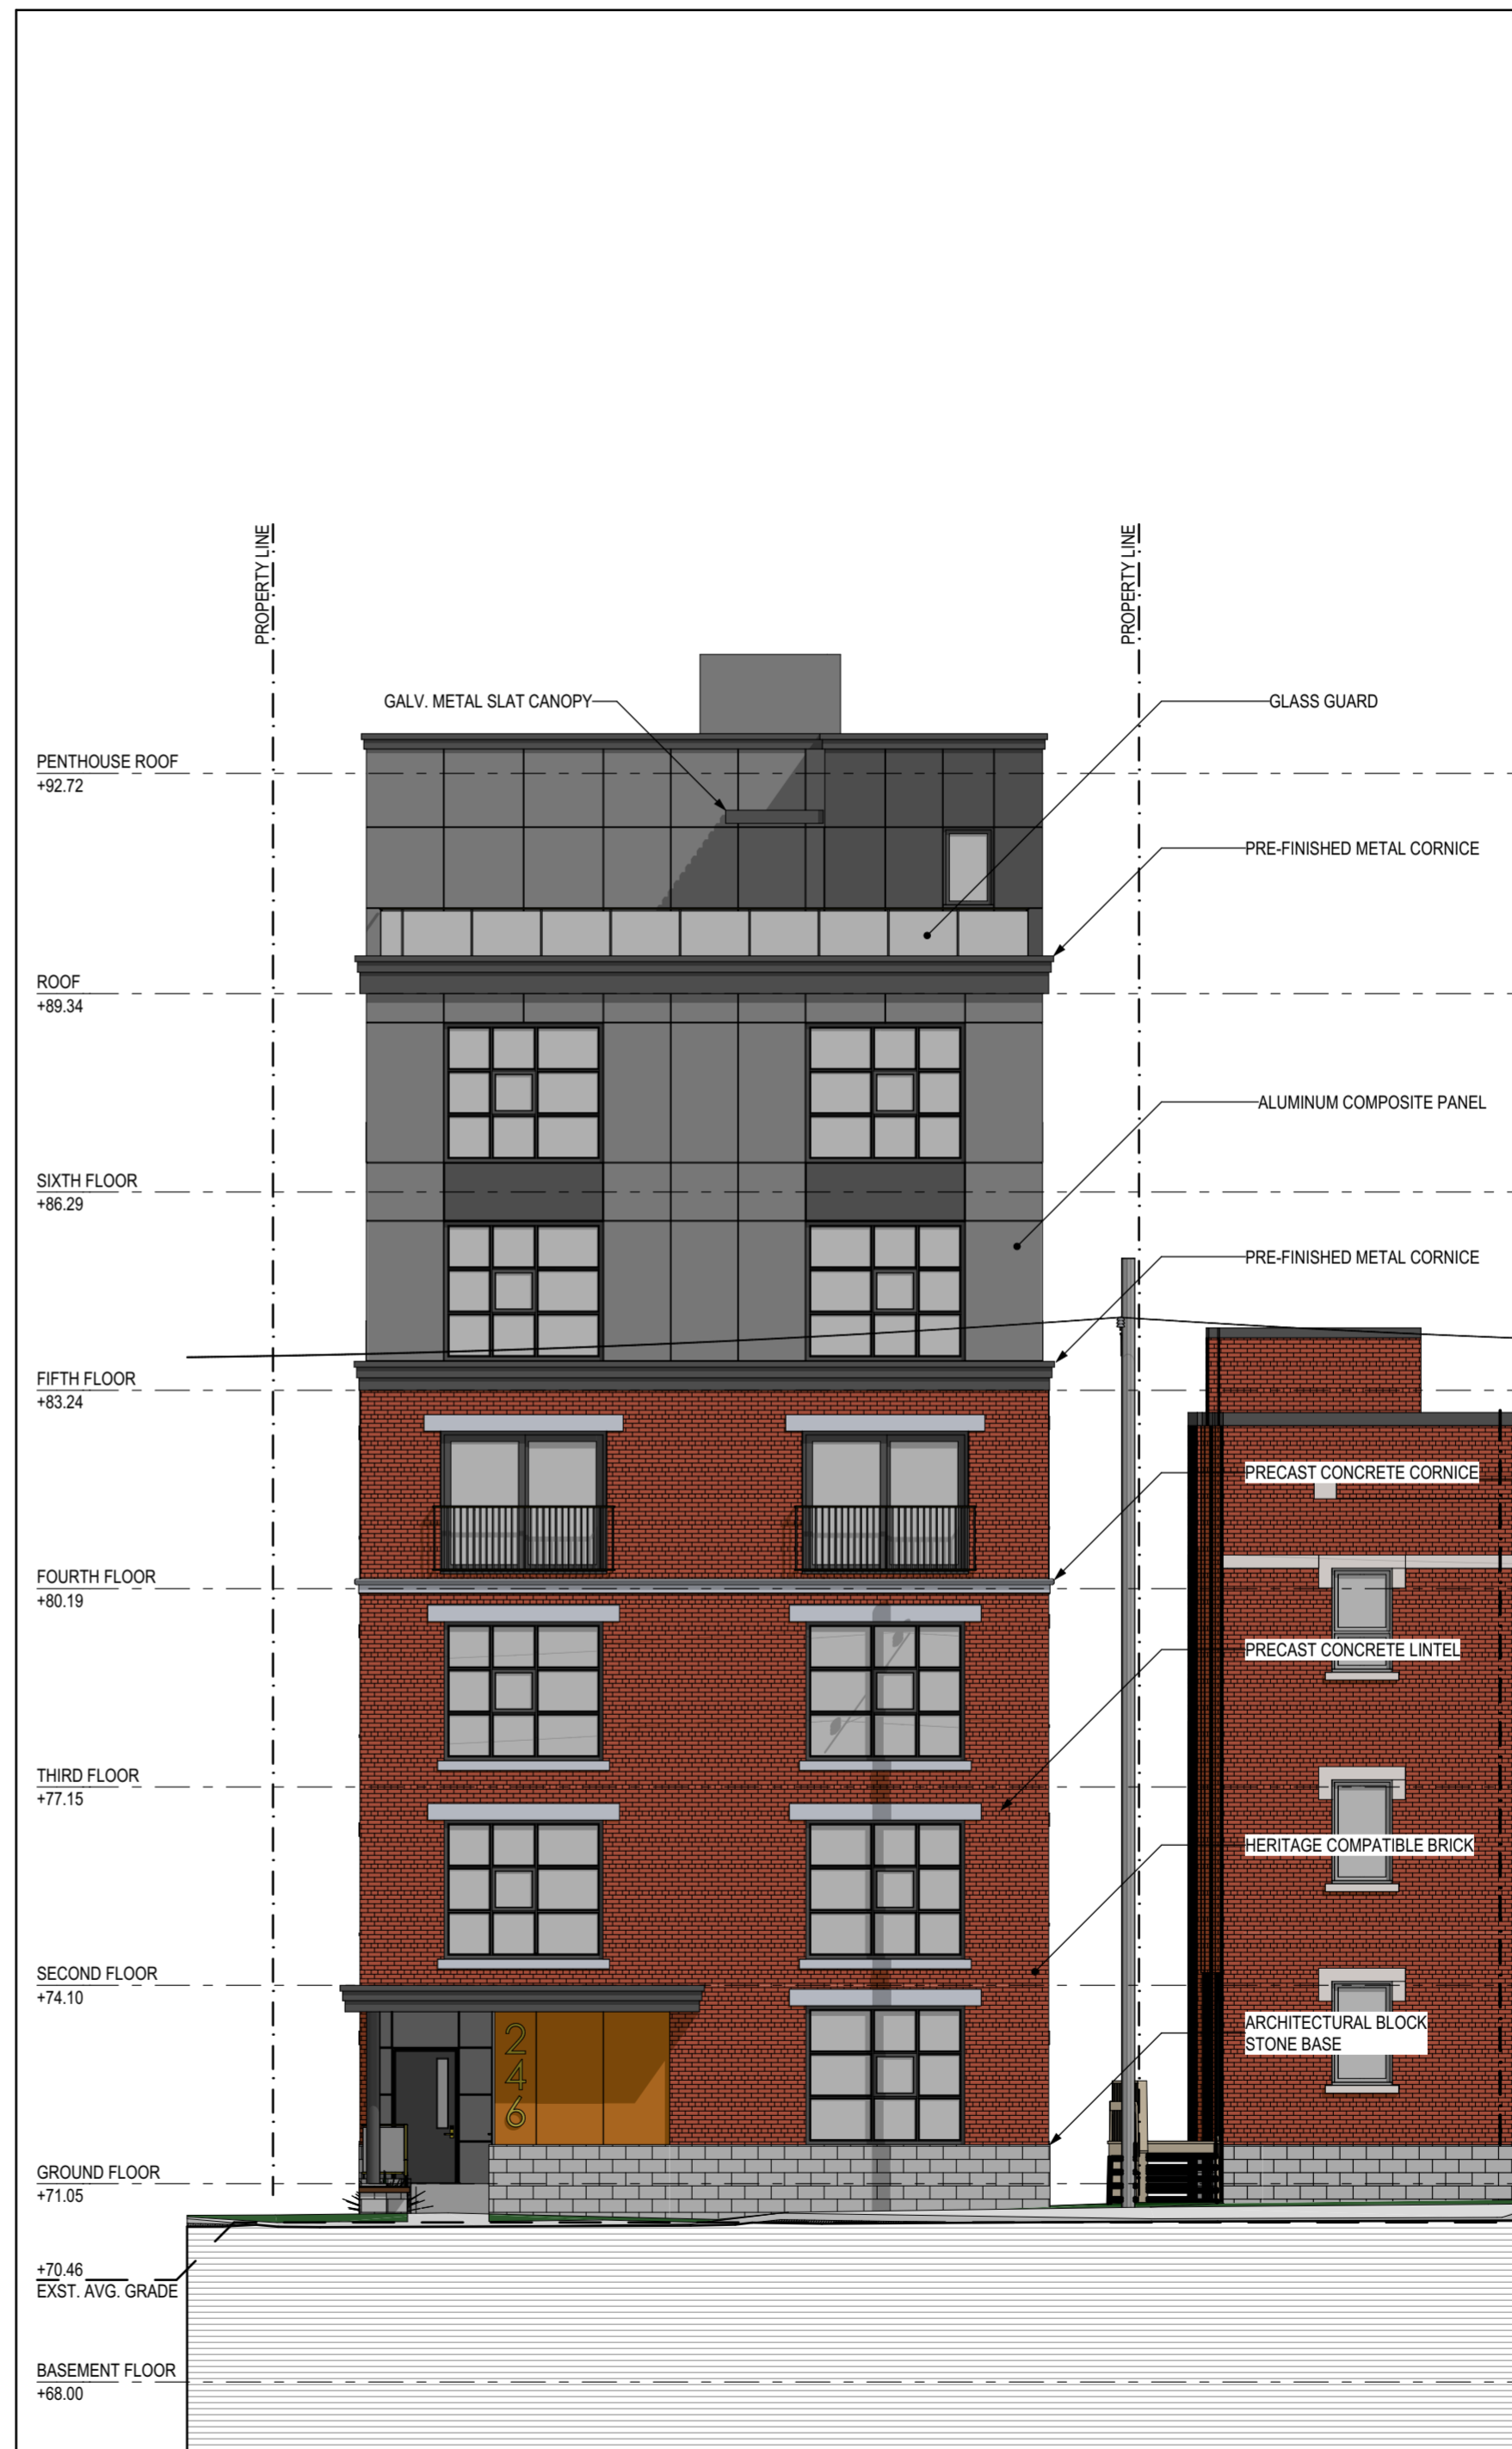 PROPERTY LINE
PROPERTY LINE
GALV. METAL SLAT CANOPY
GLASS GUARD
PENTHOUSE ROOF
+92.72
PRE-FINISHED METAL CORNICE
ROOF
+89.34
ALUMINUM COMPOSITE PANEL
SIXTH FLOOR
+86.29
PRE-FINISHED METAL CORNICE
FIFTH FLOOR
+83.24
PRECAST CONCRETE CORNICE
FOURTH FLOOR
+80.19
PRECAST CONCRETE LINTEL
THIRD FLOOR
+77.15
HERITAGE COMPATIBLE BRICK
SECOND FLOOR
+74.10
ARCHITECTURAL BLOCK
STONE BASE
2
4
6
GROUND FLOOR
+71.05
+70.46
EXST. AVG. GRADE
BASEMENT FLOOR
+68.00